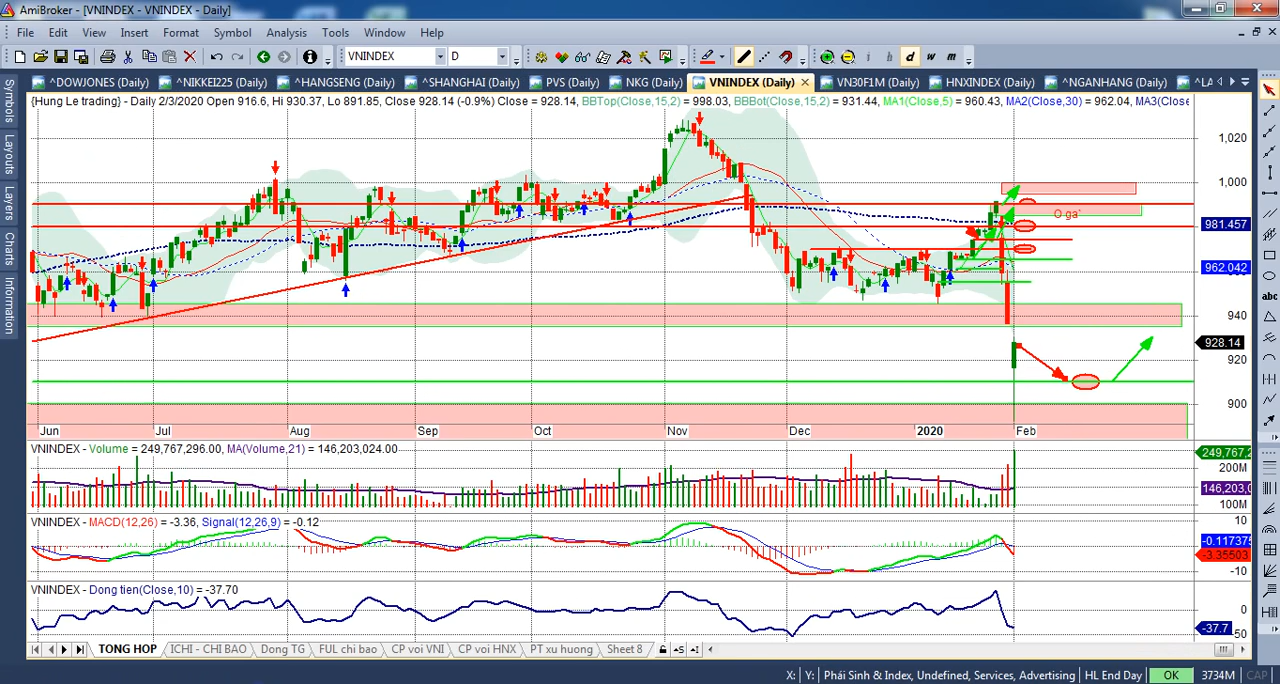 AmiBroker - [VNINDEX - VNINDEX - Daily]
File Edit View Insert Format Symbol Analysis Tools Window Help
VNINDEX D i h i d w m
^DOWJONES (Daily) ^NIKKEI225 (Daily) ^HANGSENG (Daily) ^SHANGHAI (Daily) PVS (Daily) NKG (Daily) VNINDEX (Daily) VN30F1M (Daily) HNXINDEX (Daily) ^NGANHANG (Daily) ^LA
Symbols
Layouts
Layers
Charts
Information
{Hung Le trading} - Daily 2/3/2020 Open 916.6, Hi 930.37, Lo 891.85, Close 928.14 (-0.9%) Close = 928.14, BBTop(Close,15,2) = 998.03, BBBot(Close,15,2) = 931.44, MA1(Close,5) = 960.43, MA2(Close,30) = 962.04, MA3(Close
1,020
1,000
O ga'
981.457
962.042
940
928.14
920
900
Jun Jul Aug Sep Oct Nov Dec 2020 Feb
VNINDEX - Volume = 249,767,296.00, MA(Volume,21) = 146,203,024.00
249,767,2
200M
146,203,0
100M
VNINDEX - MACD(12,26) = -3.36, Signal(12,26,9) = -0.12
10
-0.117375
-3.35503
-10
VNINDEX - Dong tien(Close,10) = -37.70
0
-37.7
50
TONG HOP ICHI - CHI BAO Dong TG FUL chi bao CP voi VNI CP voi HNX PT xu huong Sheet 8
X: Y: Phái Sinh & Index, Undefined, Services, Advertising HL End Day OK 3734M CAP
abc